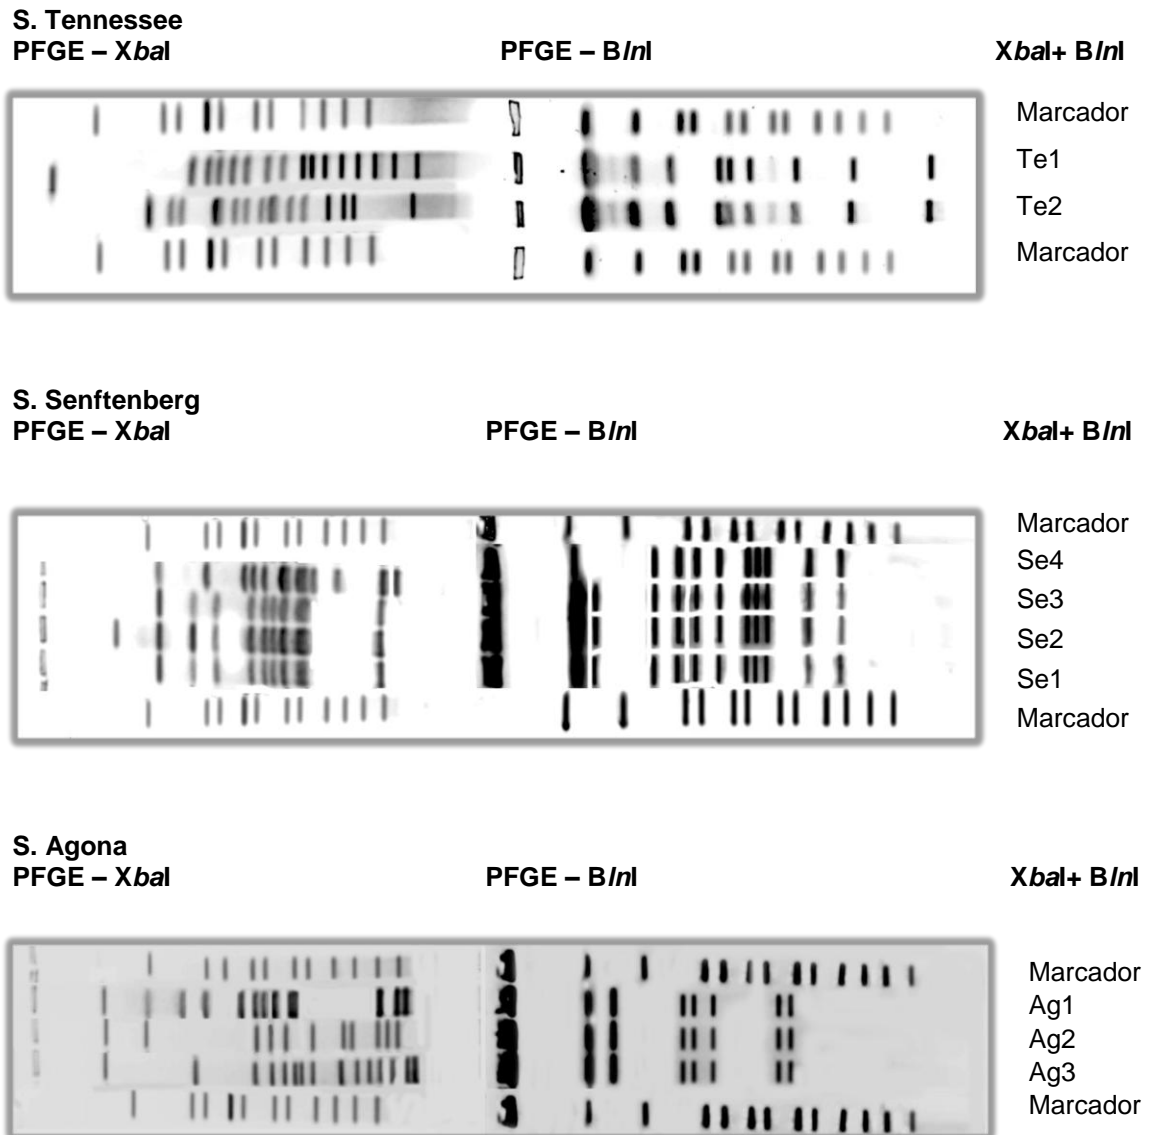 S. Tennessee
PFGE – XbaI PFGE – BlnI XbaI+ BlnI
Marcador
Te1
Te2
Marcador
S. Senftenberg
PFGE – XbaI PFGE – BlnI XbaI+ BlnI
Marcador
Se4
Se3
Se2
Se1
Marcador
S. Agona
PFGE – XbaI PFGE – BlnI XbaI+ BlnI
Marcador
Ag1
Ag2
Ag3
Marcador